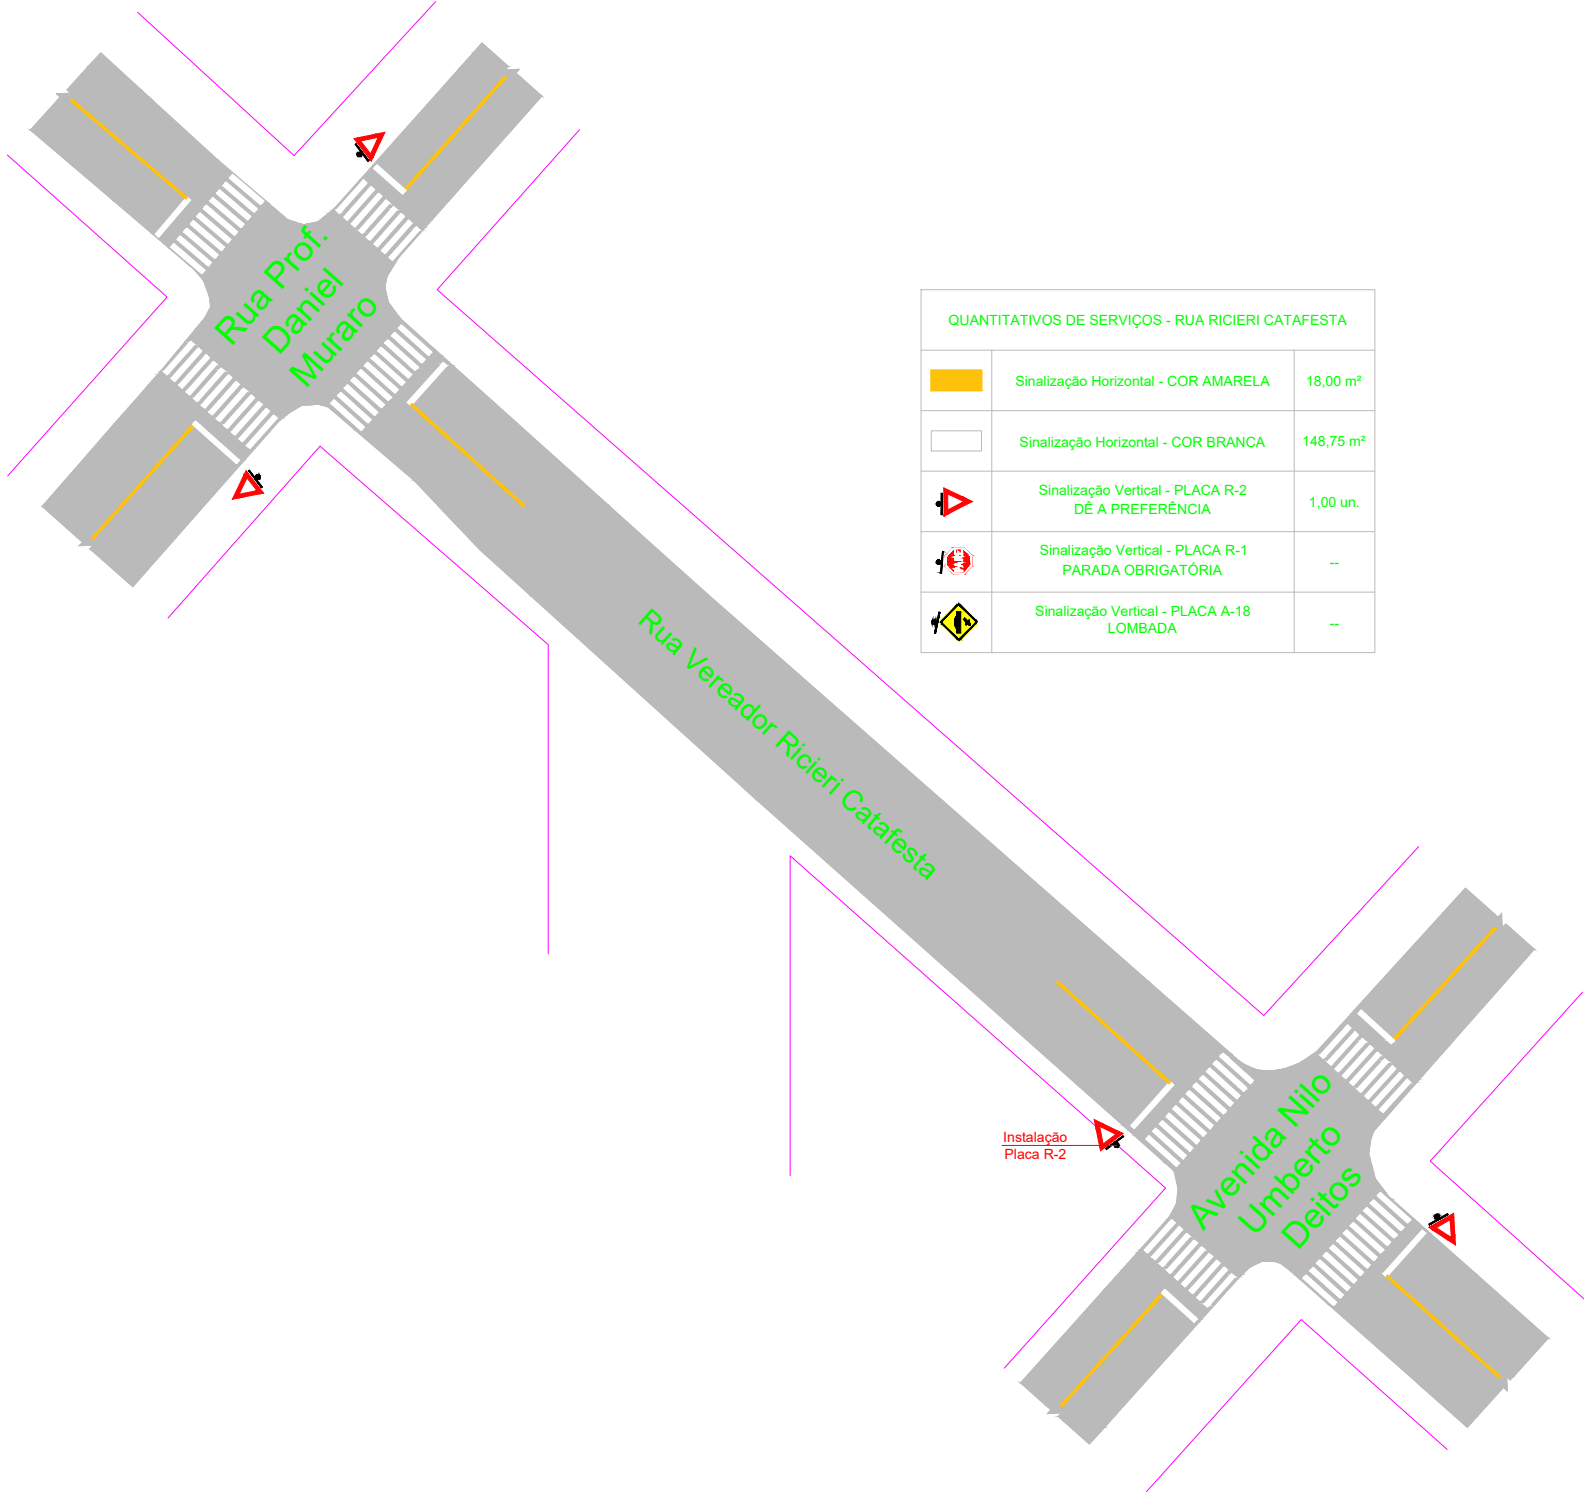 Rua Prof.
Daniel
Muraro
QUANTITATIVOS DE SERVIÇOS - RUA RICIERI CATAFESTA
Sinalização Horizontal - COR AMARELA
18,00 m²
Sinalização Horizontal - COR BRANCA
148,75 m²
Sinalização Vertical - PLACA R-2
DÊ A PREFERÊNCIA
1,00 un.
Sinalização Vertical - PLACA R-1
PARADA OBRIGATÓRIA
--
Sinalização Vertical - PLACA A-18
LOMBADA
--
Rua Vereador Ricieri Catafesta
Instalação
Placa R-2
Avenida Nilo
Umberto
Deitos